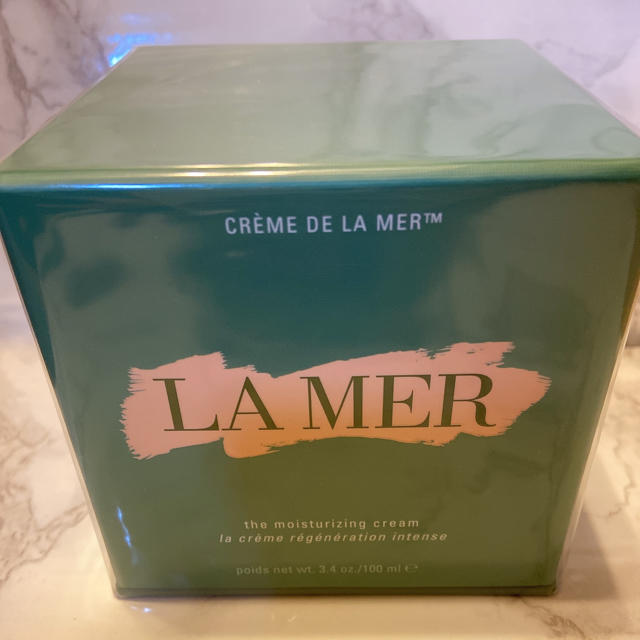 CRÈME DE LA MER™
LA MER
the moisturizing cream
la crème régénération intense
poids net wt. 3.4 oz./100 ml ℮